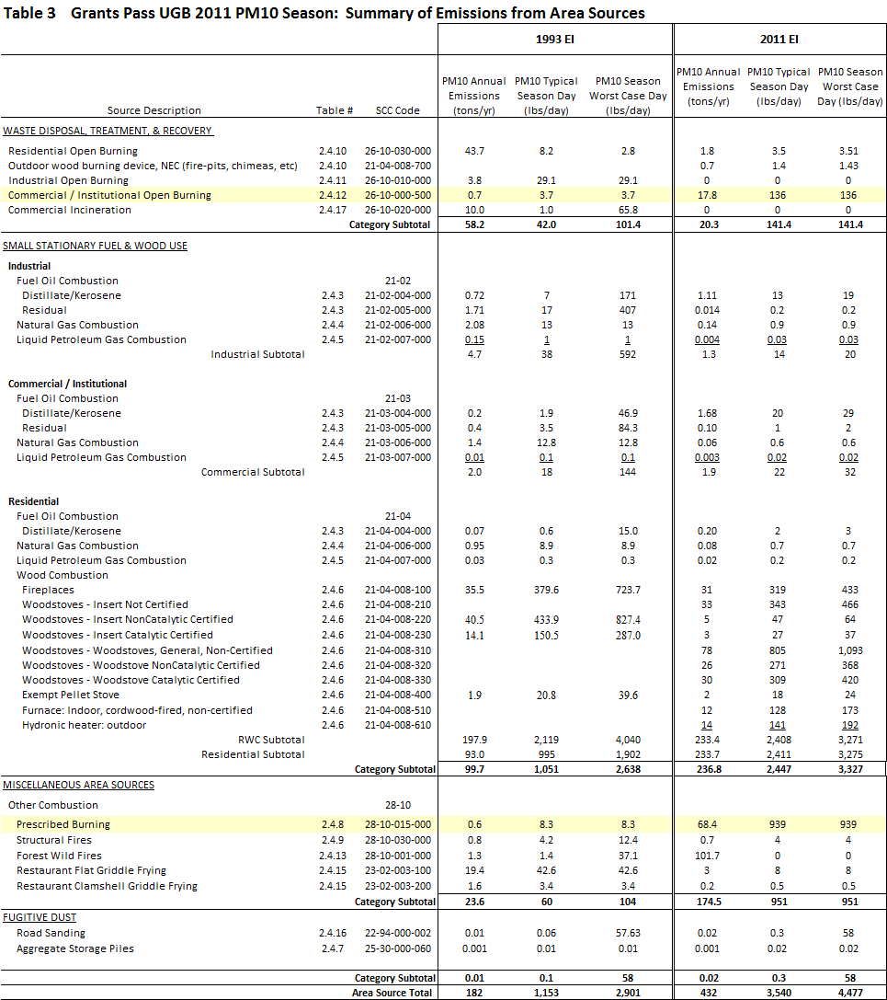 Table 3 Grants Pass UGB 2011 PM10 Season: Summary of Emissions from Area Sources
1993 EI 2011 EI
Source Description Table # SCC Code PM10 Annual Emissions (tons/yr) PM10 Typical Season Day (lbs/day) PM10 Season Worst Case Day (lbs/day) PM10 Annual Emissions (tons/yr) PM10 Typical Season Day (lbs/day) PM10 Season Worst Case Day (lbs/day)
WASTE DISPOSAL, TREATMENT, & RECOVERY
Residential Open Burning 2.4.10 26-10-030-000 43.7 8.2 2.8 1.8 3.5 3.51
Outdoor wood burning device, NEC (fire-pits, chimeas, etc) 2.4.10 21-04-008-700 0.7 1.4 1.43
Industrial Open Burning 2.4.11 26-10-010-000 3.8 29.1 29.1 0 0 0
Commercial / Institutional Open Burning 2.4.12 26-10-000-500 0.7 3.7 3.7 17.8 136 136
Commercial Incineration 2.4.17 26-10-020-000 10.0 1.0 65.8 0 0 0
Category Subtotal 58.2 42.0 101.4 20.3 141.4 141.4
SMALL STATIONARY FUEL & WOOD USE
Industrial
Fuel Oil Combustion 21-02
Distillate/Kerosene 2.4.3 21-02-004-000 0.72 7 171 1.11 13 19
Residual 2.4.3 21-02-005-000 1.71 17 407 0.014 0.2 0.2
Natural Gas Combustion 2.4.4 21-02-006-000 2.08 13 13 0.14 0.9 0.9
Liquid Petroleum Gas Combustion 2.4.5 21-02-007-000 0.15 1 1 0.004 0.03 0.03
Industrial Subtotal 4.7 38 592 1.3 14 20
Commercial / Institutional
Fuel Oil Combustion 21-03
Distillate/Kerosene 2.4.3 21-03-004-000 0.2 1.9 46.9 1.68 20 29
Residual 2.4.3 21-03-005-000 0.4 3.5 84.3 0.10 1 2
Natural Gas Combustion 2.4.4 21-03-006-000 1.4 12.8 12.8 0.06 0.6 0.6
Liquid Petroleum Gas Combustion 2.4.5 21-03-007-000 0.01 0.1 0.1 0.003 0.02 0.02
Commercial Subtotal 2.0 18 144 1.9 22 32
Residential
Fuel Oil Combustion 21-04
Distillate/Kerosene 2.4.3 21-04-004-000 0.07 0.6 15.0 0.20 2 3
Natural Gas Combustion 2.4.4 21-04-006-000 0.95 8.9 8.9 0.08 0.7 0.7
Liquid Petroleum Gas Combustion 2.4.5 21-04-007-000 0.03 0.3 0.3 0.02 0.2 0.2
Wood Combustion
Fireplaces 2.4.6 21-04-008-100 35.5 379.6 723.7 31 319 433
Woodstoves - Insert Not Certified 2.4.6 21-04-008-210 33 343 466
Woodstoves - Insert NonCatalytic Certified 2.4.6 21-04-008-220 40.5 433.9 827.4 5 47 64
Woodstoves - Insert Catalytic Certified 2.4.6 21-04-008-230 14.1 150.5 287.0 3 27 37
Woodstoves - Woodstoves, General, Non-Certified 2.4.6 21-04-008-310 78 805 1,093
Woodstoves - Woodstove NonCatalytic Certified 2.4.6 21-04-008-320 26 271 368
Woodstoves - Woodstove Catalytic Certified 2.4.6 21-04-008-330 30 309 420
Exempt Pellet Stove 2.4.6 21-04-008-400 1.9 20.8 39.6 2 18 24
Furnace: Indoor, cordwood-fired, non-certified 2.4.6 21-04-008-510 12 128 173
Hydronic heater: outdoor 2.4.6 21-04-008-610 14 141 192
RWC Subtotal 197.9 2,119 4,040 233.4 2,408 3,271
Residential Subtotal 93.0 995 1,902 233.7 2,411 3,275
Category Subtotal 99.7 1,051 2,638 236.8 2,447 3,327
MISCELLANEOUS AREA SOURCES
Other Combustion 28-10
Prescribed Burning 2.4.8 28-10-015-000 0.6 8.3 8.3 68.4 939 939
Structural Fires 2.4.9 28-10-030-000 0.8 4.2 12.4 0.7 4 4
Forest Wild Fires 2.4.13 28-10-001-000 1.3 1.4 37.1 101.7 0 0
Restaurant Flat Griddle Frying 2.4.15 23-02-003-100 19.4 42.6 42.6 3 8 8
Restaurant Clamshell Griddle Frying 2.4.15 23-02-003-200 1.6 3.4 3.4 0.2 0.5 0.5
Category Subtotal 23.6 60 104 174.5 951 951
FUGITIVE DUST
Road Sanding 2.4.16 22-94-000-002 0.01 0.06 57.63 0.02 0.3 58
Aggregate Storage Piles 2.4.7 25-30-000-060 0.001 0.01 0.01 0.001 0.02 0.02
Category Subtotal 0.01 0.1 58 0.02 0.3 58
Area Source Total 182 1,153 2,901 432 3,540 4,477